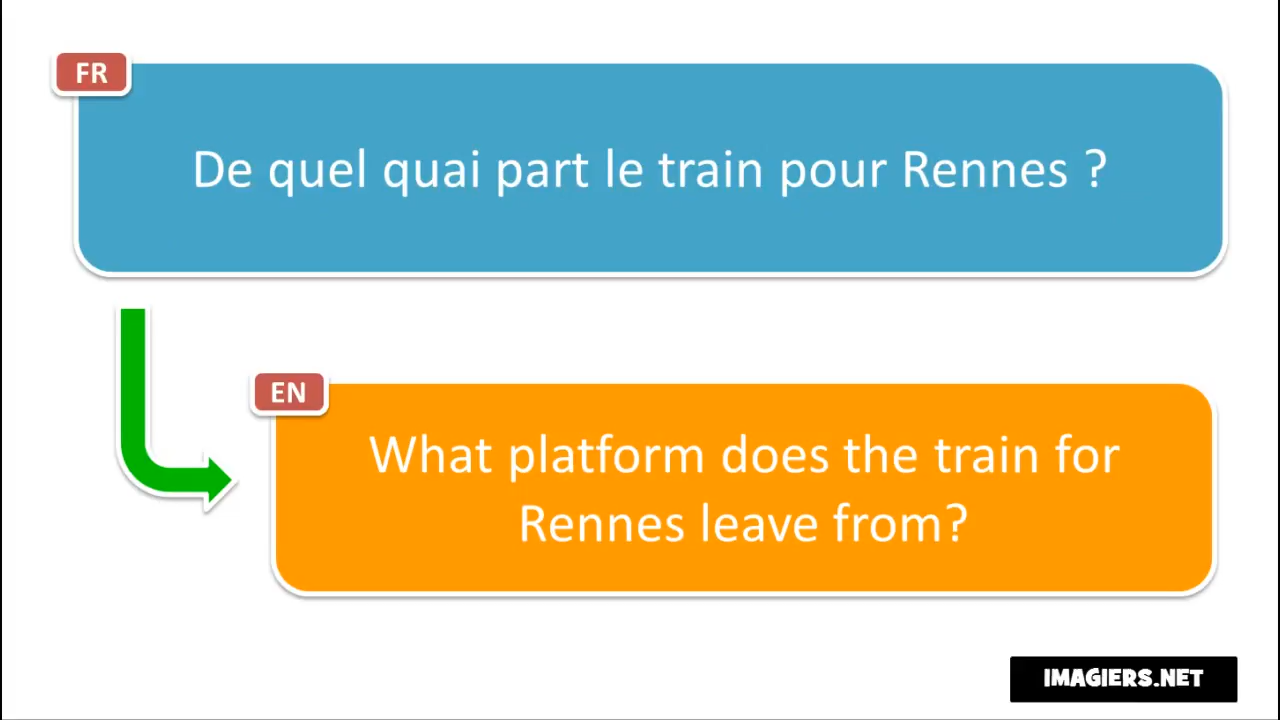 FR
De quel quai part le train pour Rennes ?
EN
What platform does the train for
Rennes leave from?
IMAGIERS.NET